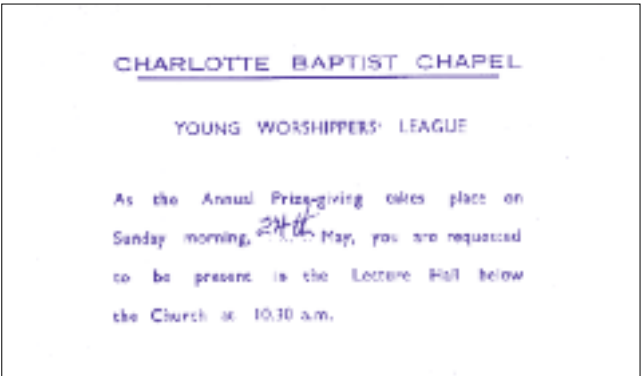 CHARLOTTE BAPTIST CHAPEL
YOUNG WORSHIPPERS' LEAGUE
As the Annual Prize-giving takes place on
Sunday morning, 24th May, you are requested
to be present in the Lecture Hall below
the Church at 10.30 a.m.